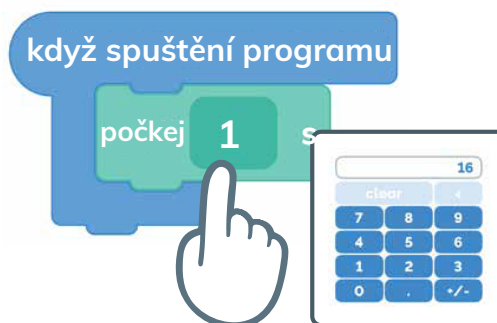 když spuštění programu
počkej 1 s
16
clear
7 8 9
4 5 6
1 2 3
0 . +/-